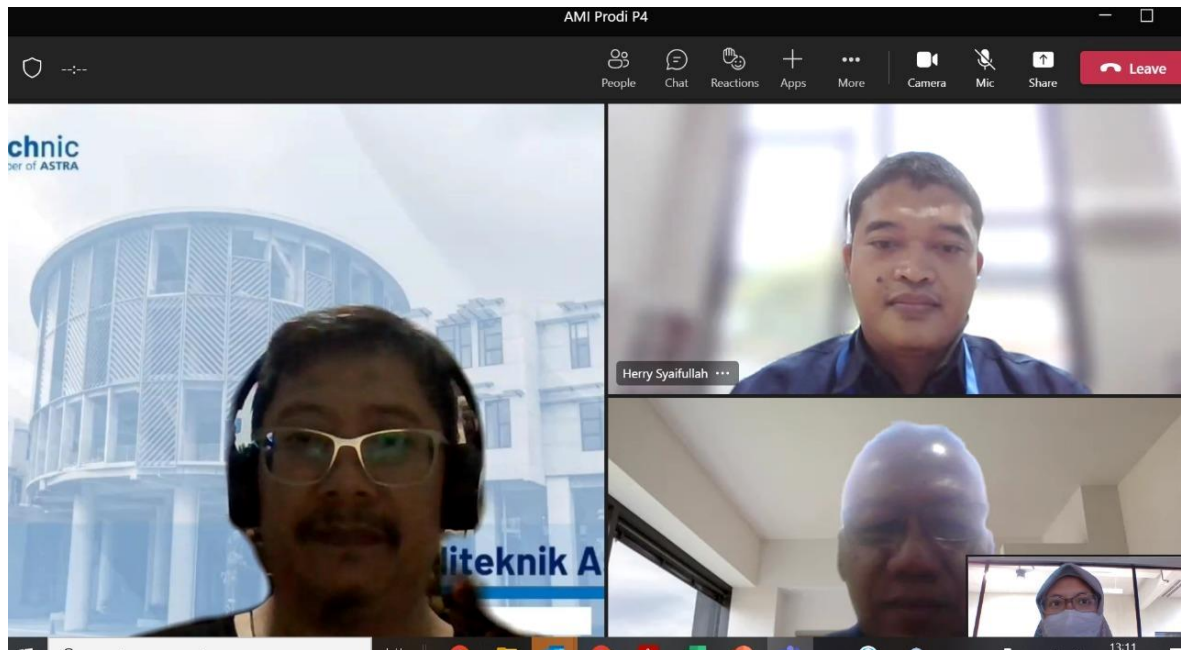 AMI Prodi P4
--:--
People
Chat
Reactions
Apps
More
Camera
Mic
Share
Leave
chnic
er of ASTRA
Herry Syaifullah
liteknik A
13:11